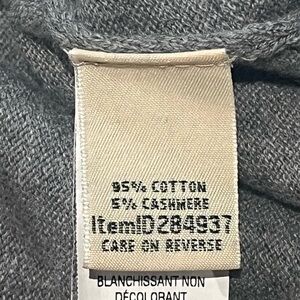 95% COTTON
5% CASHMERE
ItemID284937
CARE ON REVERSE
BLANCHISSANT NON
DÉCOLORANT